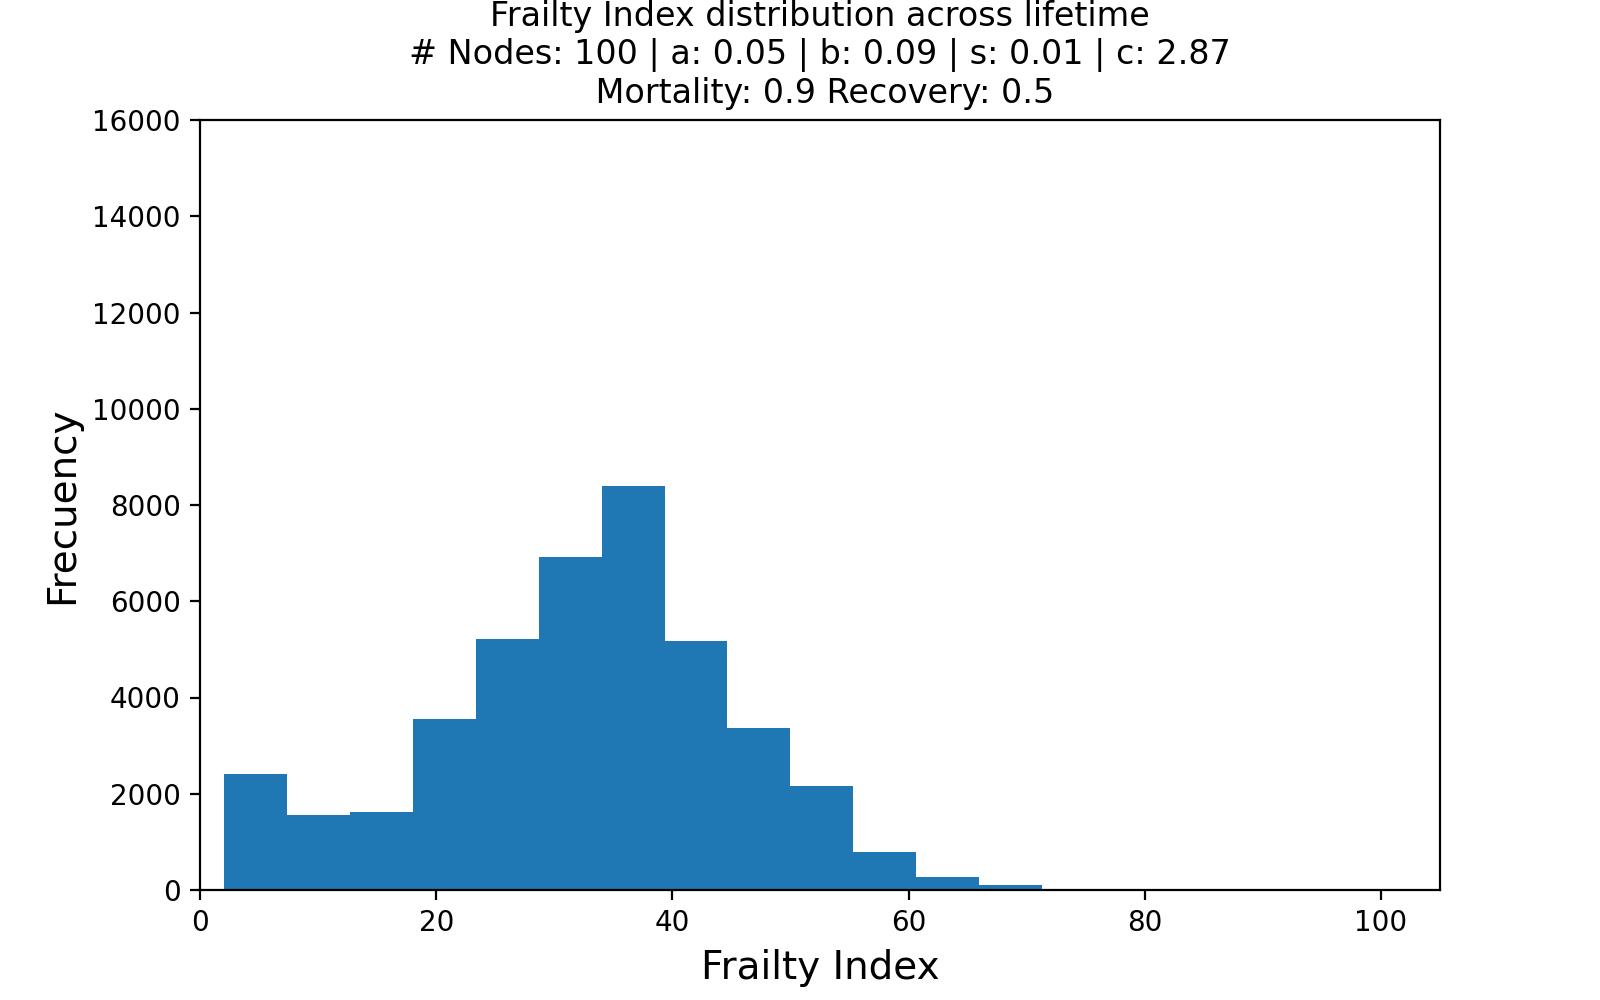 Frailty Index distribution across lifetime
# Nodes: 100 | a: 0.05 | b: 0.09 | s: 0.01 | c: 2.87
Mortality: 0.9 Recovery: 0.5
16000
14000
12000
10000
8000
6000
4000
2000
0
Frecuency
0 20 40 60 80 100
Frailty Index